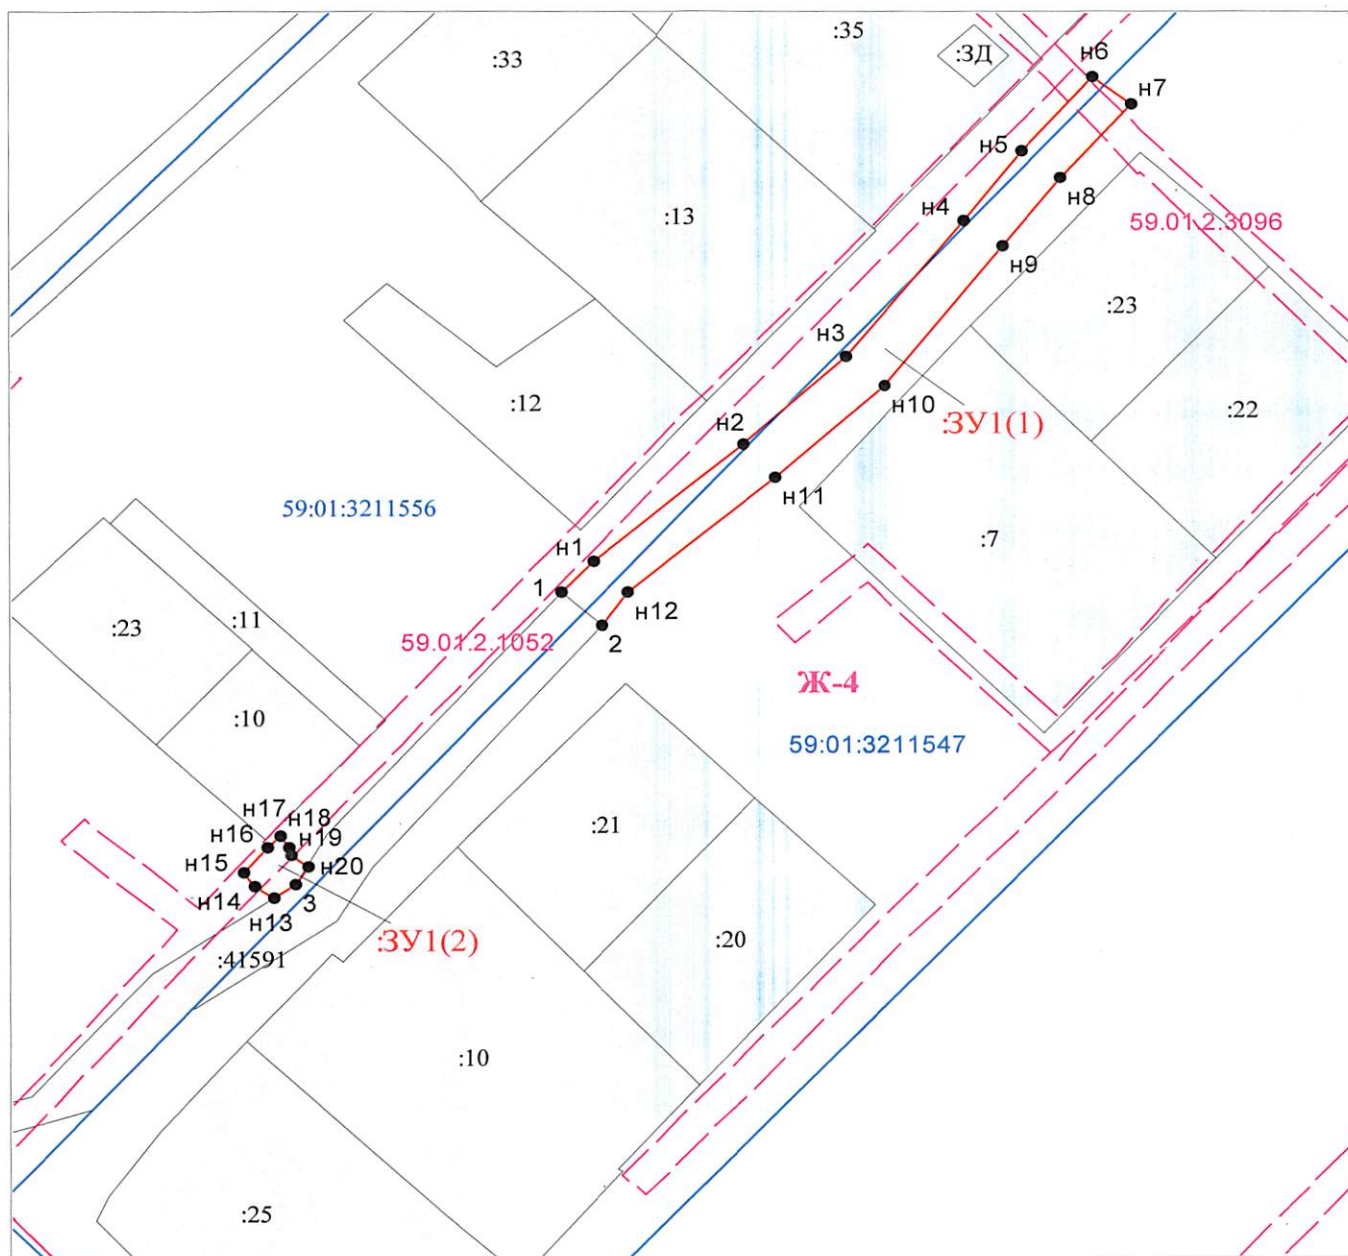 :35
:33
:ЗД
н6
н7
н5
н8
:13
н4
59.01.2.3096
н9
:23
н3
н10
:12
:22
н2
:ЗУ1(1)
н11
59:01:3211556
:7
н1
1
н12
:23
:11
59.01.2.1052
2
Ж-4
:10
59:01:3211547
н17
н18
н16
н19
:21
н15
н20
н14
3
н13
:ЗУ1(2)
:20
:41591
:10
:25